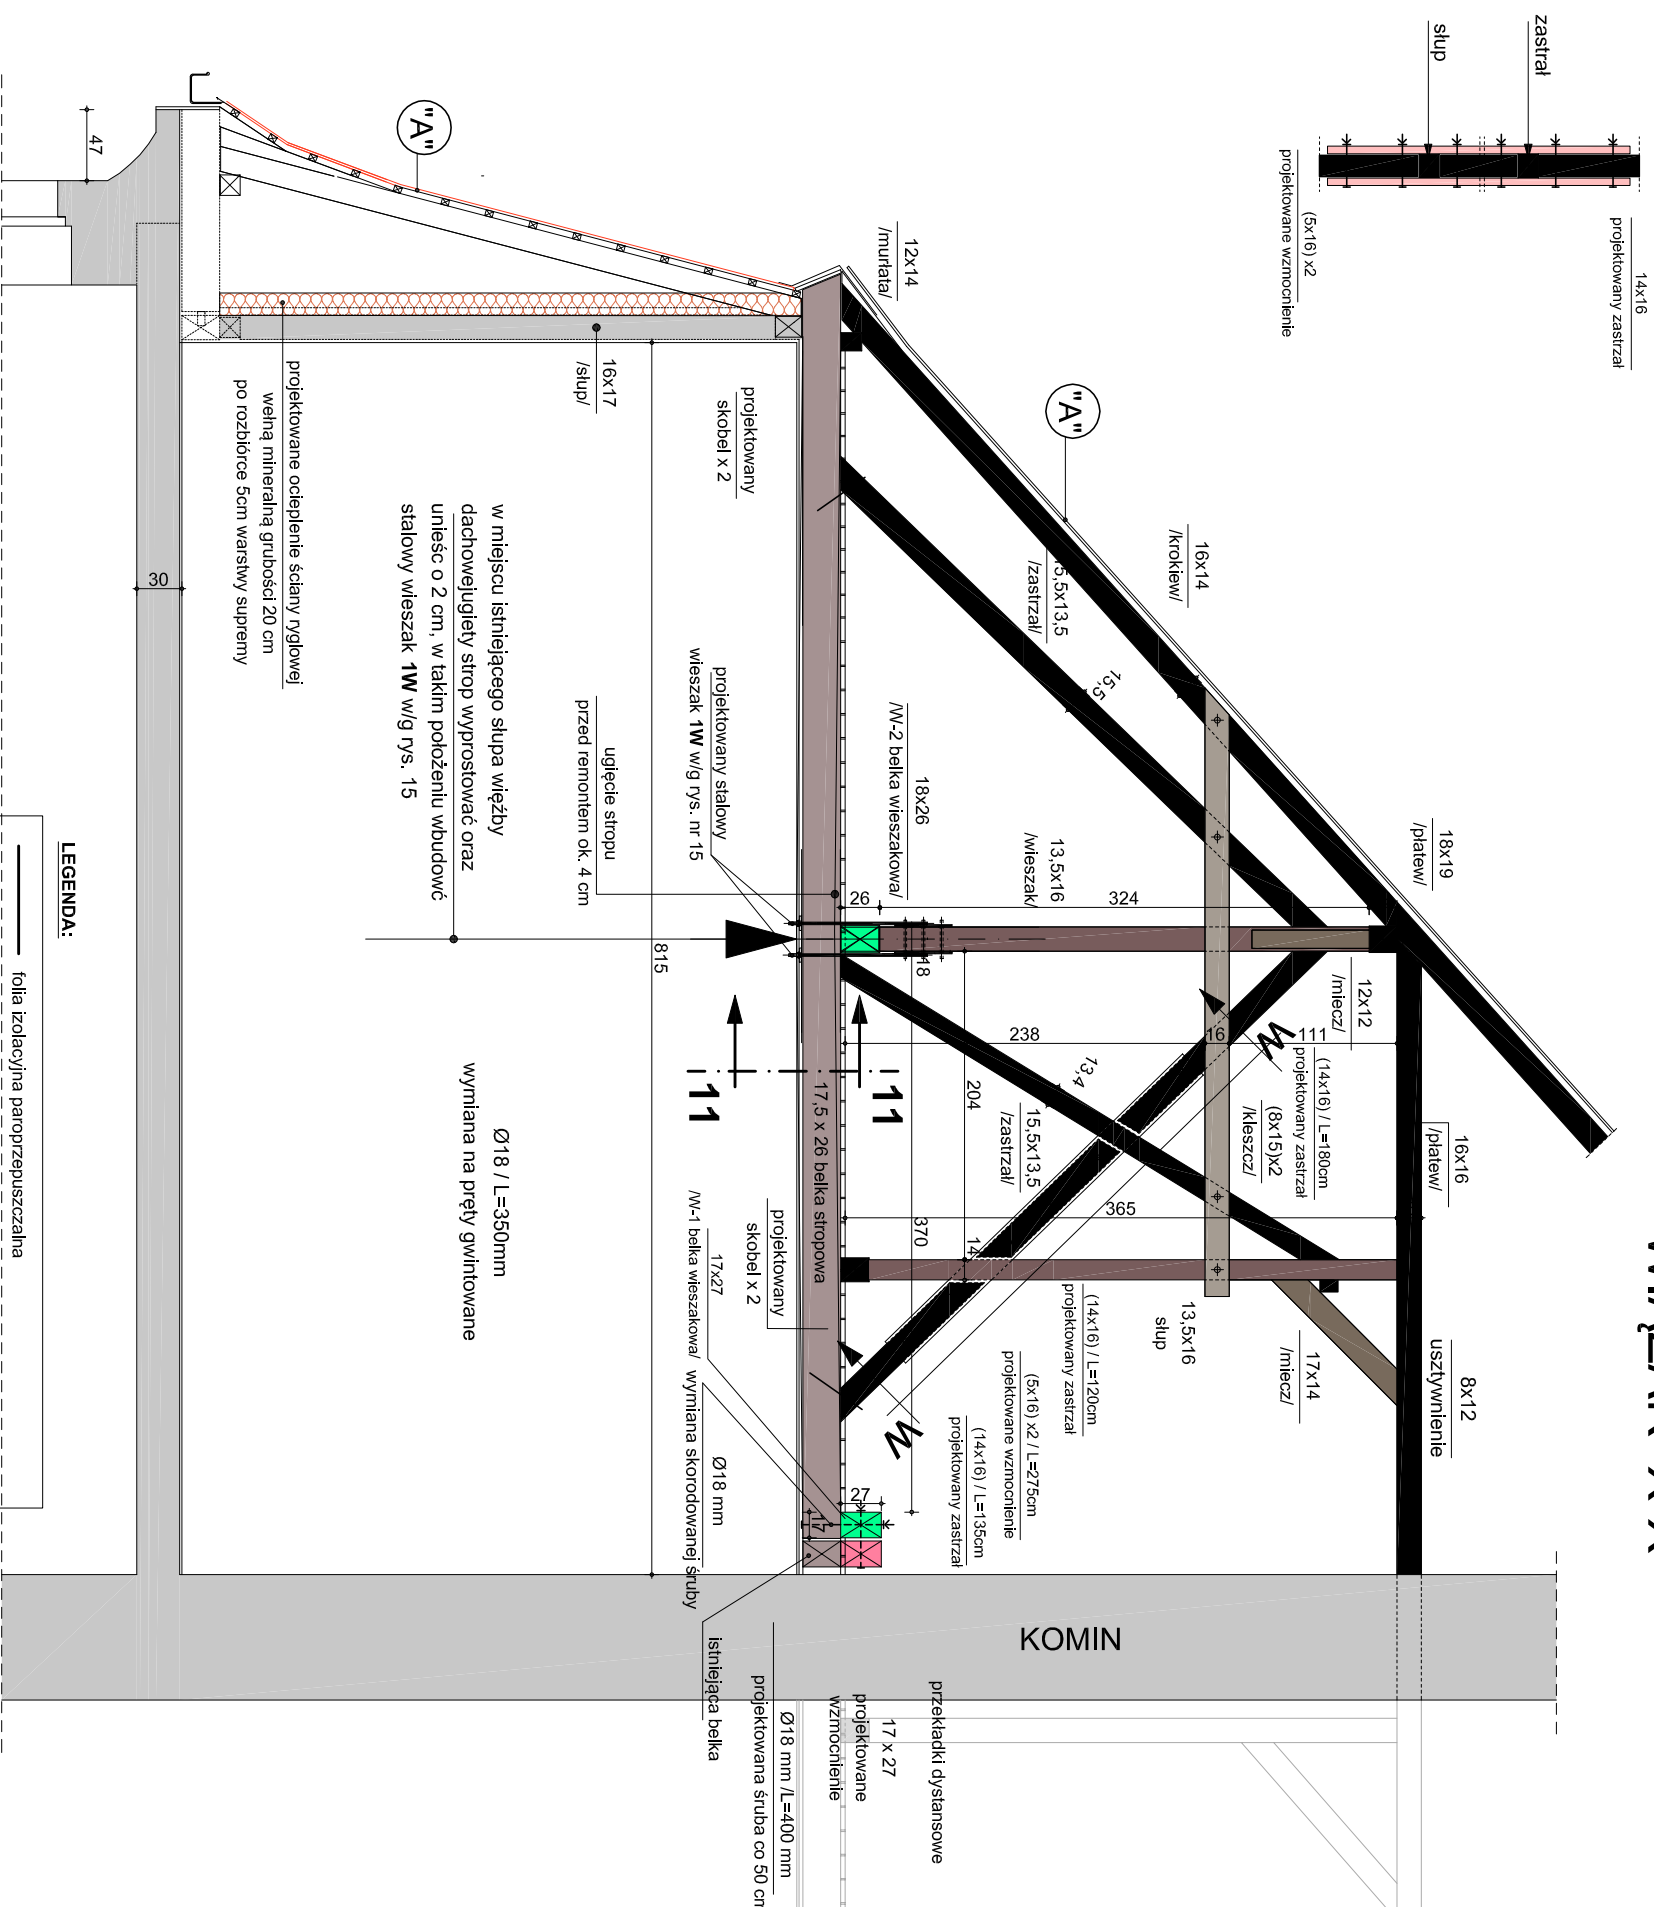 zastrał
słup
14x16
projektowany zastrzał
(5x16) x2
projektowane wzmocnienie
"A"
47
12x14
/murłata/
"A"
16x14
/krokiew/
15,5x13,5
/zastrzał/
15,5
18x19
/płatew/
16x17
/słup/
projektowany
skobel x 2
projektowane ocieplenie ściany ryglowej
wełną mineralną grubości 20 cm
po rozbiórce 5cm warstwy supremy
30
w miejscu istniejącego słupa więźby
dachowejugiety strop wyprostować oraz
unieśc o 2 cm, w takim położeniu wbudowć
stalowy wieszak 1W w/g rys. 15
ugięcie stropu
przed remontem ok. 4 cm
projektowany stalowy
wieszak 1W w/g rys. nr 15
18x26
/W-2 belka wieszakowa/
13,5x16
/wieszak/
26
324
18
815
12x12
/miecz/
238
16
111
W
(14x16) / L=180cm
projektowany zastrzał
(8x15)x2
/kleszcz/
16x16
/płatew/
13,4
204
15,5x13,5
/zastrzał/
365
370
14
11
11
17,5 x 26 belka stropowa
Ø18 / L=350mm
wymiana na pręty gwintowane
projektowany
skobel x 2
17x27
/W-1 belka wieszakowa/
Ø18 mm
wymiana skorodowanej śruby
13,5x16
słup
17x14
/miecz/
8x12
usztywnienie
(14x16) / L=120cm
projektowany zastrzał
(5x16) x2 / L=275cm
projektowane wzmocnienie
(14x16) / L=135cm
projektowany zastrzał
W
27
17
KOMIN
istniejąca belka
Ø18 mm /L=400 mm
projektowana śruba co 50 cm
17 x 27
projektowane
wzmocnienie
przekładki dystansowe
LEGENDA:
folia izolacyjna paroprzepuszczalna